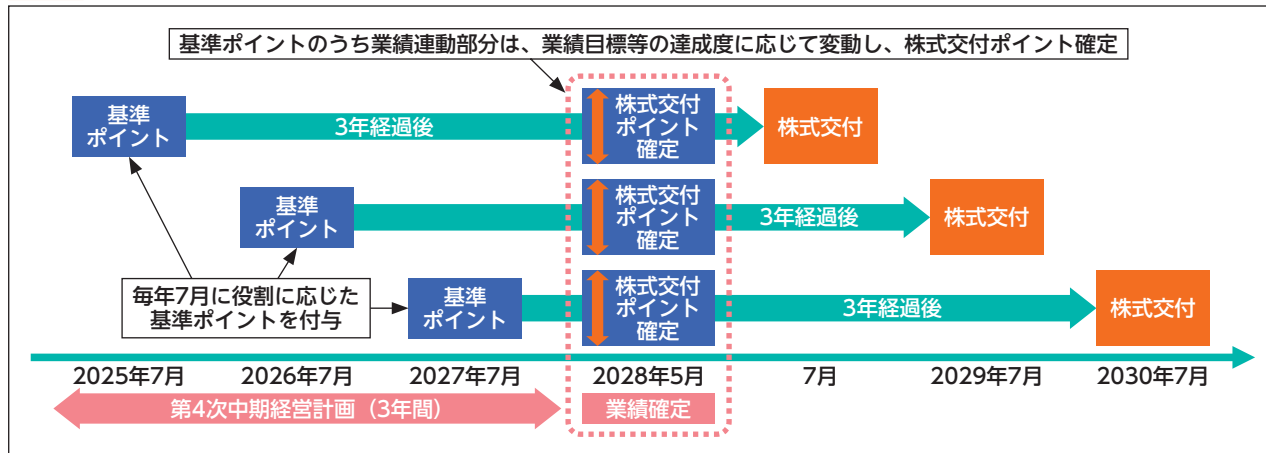 基準ポイントのうち業績連動部分は、業績目標等の達成度に応じて変動し、株式交付ポイント確定
基準
ポイント
3年経過後
株式交付
ポイント
確定
株式交付
基準
ポイント
株式交付
ポイント
確定
3年経過後
株式交付
毎年7月に役割に応じた
基準ポイントを付与
基準
ポイント
株式交付
ポイント
確定
3年経過後
株式交付
2025年7月
2026年7月
2027年7月
2028年5月
7月
2029年7月
2030年7月
第4次中期経営計画（3年間）
業績確定